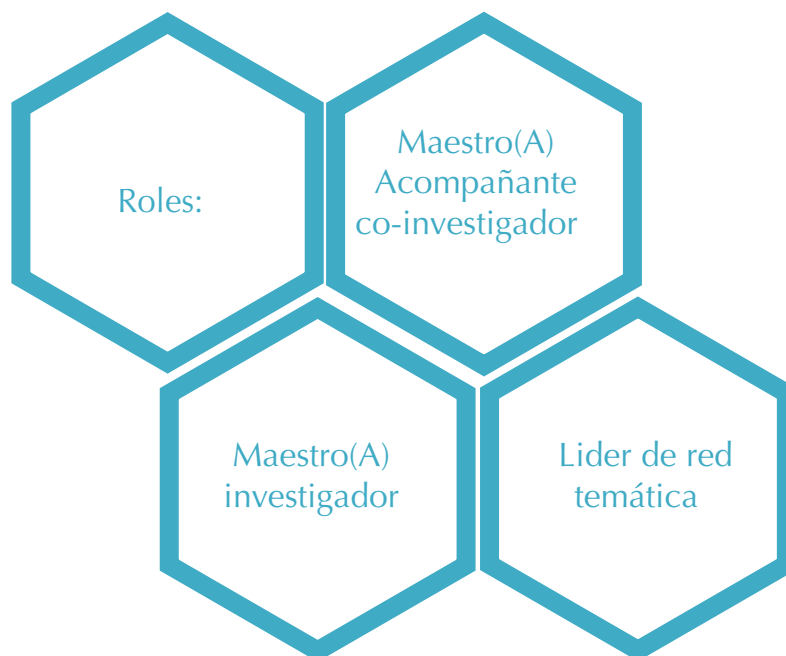 Roles:
Maestro(A)
Acompañante
co-investigador
Maestro(A)
investigador
Lider de red
temática